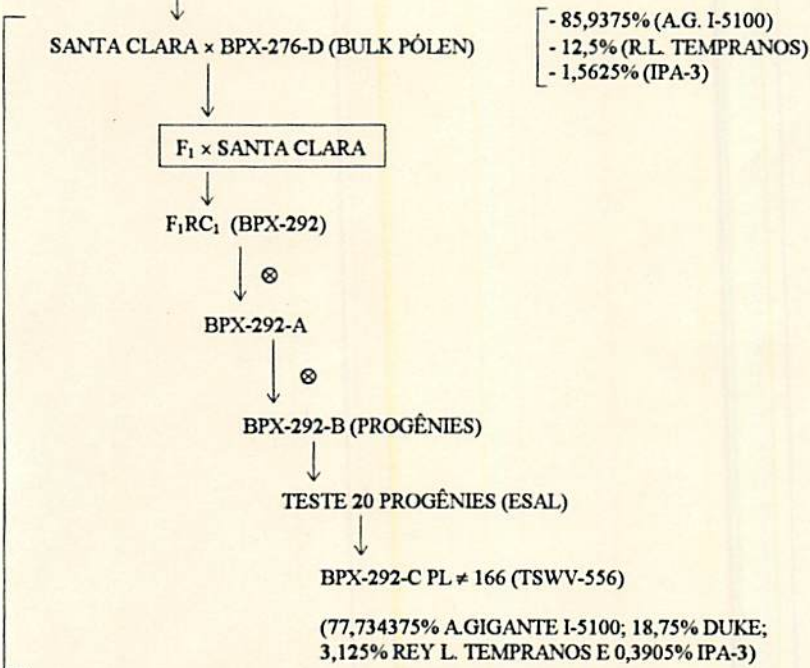 - 85,9375% (A.G. I-5100)
SANTA CLARA × BPX-276-D (BULK PÓLEN)
- 12,5% (R.L. TEMPRANOS)
- 1,5625% (IPA-3)
F₁ × SANTA CLARA
F₁RC₁ (BPX-292)
⊗
BPX-292-A
⊗
BPX-292-B (PROGÊNIES)
TESTE 20 PROGÊNIES (ESAL)
BPX-292-C PL ≠ 166 (TSWV-556)
(77,734375% A.GIGANTE I-5100; 18,75% DUKE;
3,125% REY L. TEMPRANOS E 0,3905% IPA-3)